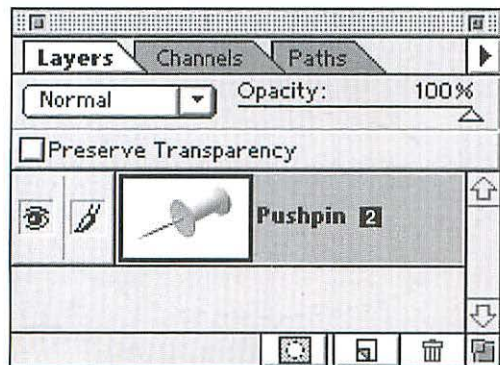 Layers Channels Paths
Normal Opacity: 100%
Preserve Transparency
Pushpin 2